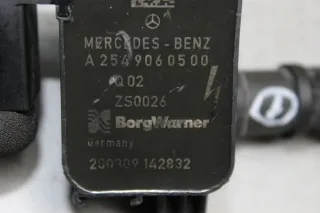 MERCEDES-BENZ
A 254 906 05 00
Q02
ZS0026
BorgWarner
Germany
200309 142832